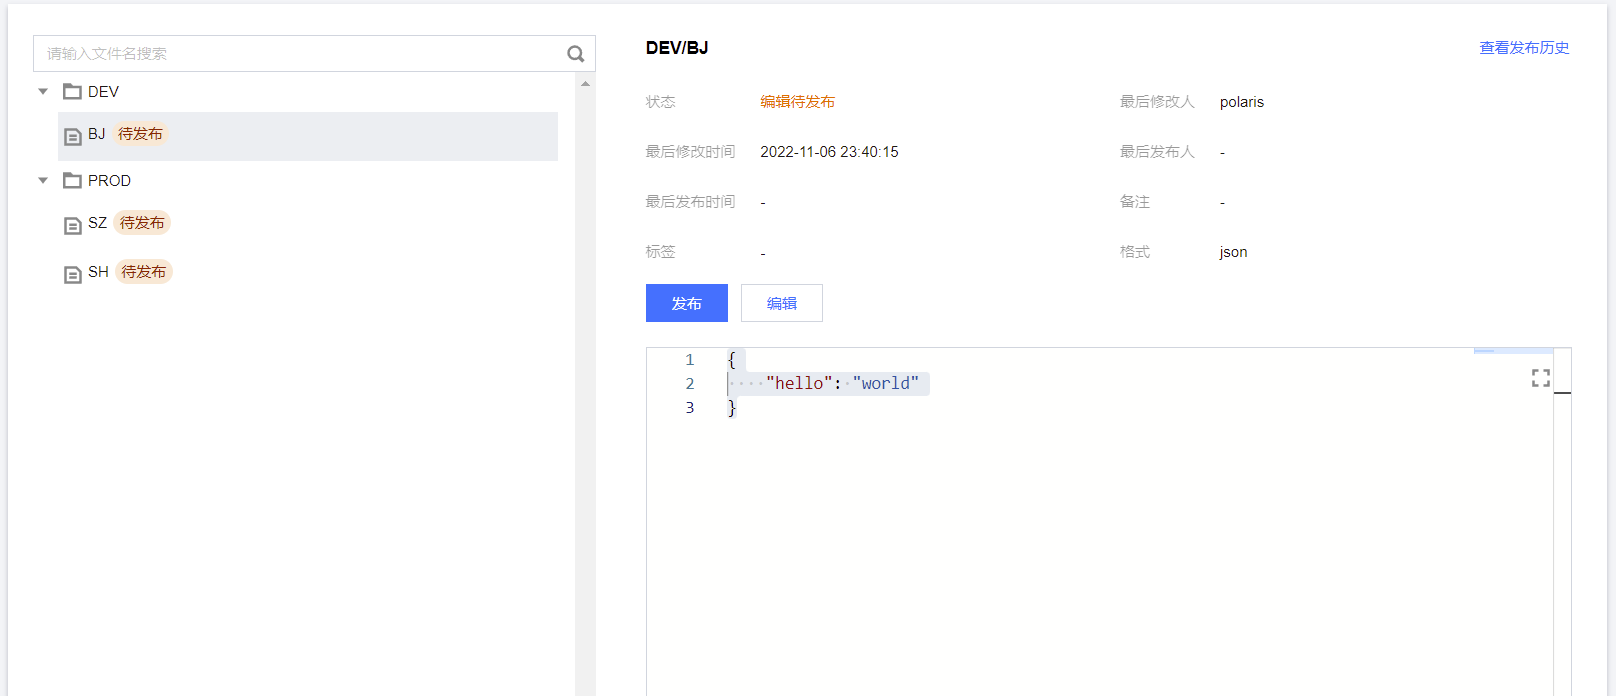 请输入文件名搜索
DEV
BJ 待发布
PROD
SZ 待发布
SH 待发布
DEV/BJ
查看发布历史
状态 编辑待发布
最后修改人 polaris
最后修改时间 2022-11-06 23:40:15
最后发布人 -
最后发布时间 -
备注 -
标签 -
格式 json
发布 编辑
1 {
2 ····"hello":·"world"
3 }